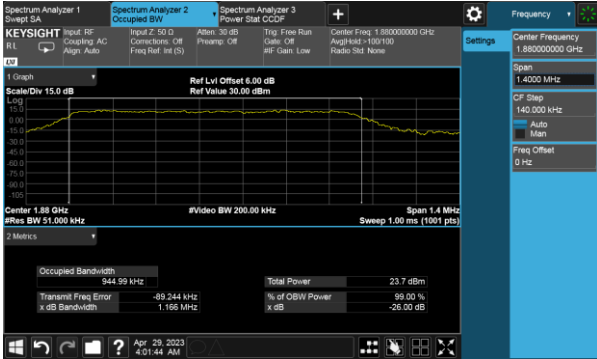 Spectrum Analyzer 1
Swept SA
Spectrum Analyzer 2
Occupied BW
Spectrum Analyzer 3
Power Stat CCDF
+
Frequency
KEYSIGHT
RL
LXI
Input: RF
Coupling: AC
Align: Auto
Input Z: 50 Ω
Corrections: Off
Freq Ref: Int (S)
Atten: 30 dB
Preamp: Off
Trig: Free Run
Gate: Off
#IF Gain: Low
Center Freq: 1.880000000 GHz
Avg|Hold:>100/100
Radio Std: None
Settings
Center Frequency
1.880000000 GHz
Span
1.4000 MHz
CF Step
140.000 kHz
Auto
Man
Freq Offset
0 Hz
1 Graph
Scale/Div 15.0 dB
Ref Lvl Offset 6.00 dB
Ref Value 30.00 dBm
Log
15.0
0.00
-15.0
-30.0
-45.0
-60.0
-75.0
-90.0
-105
Center 1.88 GHz
#Res BW 51.000 kHz
#Video BW 200.00 kHz
Span 1.4 MHz
Sweep 1.00 ms (1001 pts)
2 Metrics
Occupied Bandwidth
944.99 kHz
Total Power
23.7 dBm
Transmit Freq Error
-89.244 kHz
% of OBW Power
99.00 %
x dB Bandwidth
1.166 MHz
x dB
-26.00 dB
?
Apr 29, 2023
4:01:44 AM